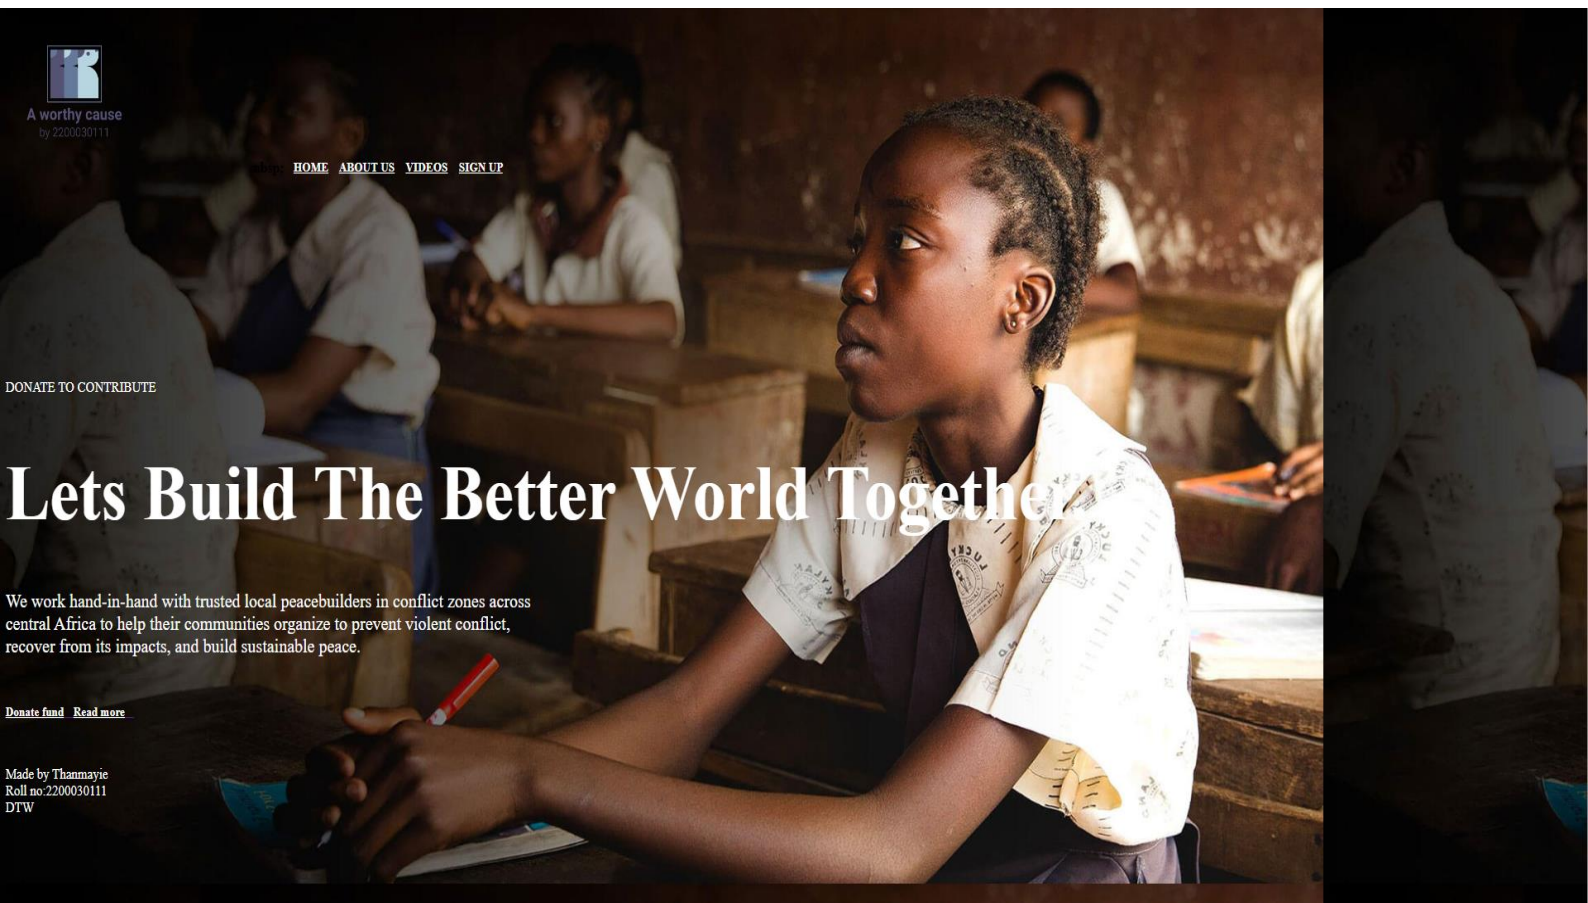 A worthy cause
by 2200030111
HOME ABOUT US VIDEOS SIGN UP
DONATE TO CONTRIBUTE
Lets Build The Better World Together
We work hand-in-hand with trusted local peacebuilders in conflict zones across
central Africa to help their communities organize to prevent violent conflict,
recover from its impacts, and build sustainable peace.
Donate fund Read more
LUCKY
Made by Thanmayie
Roll no:2200030111
DTW